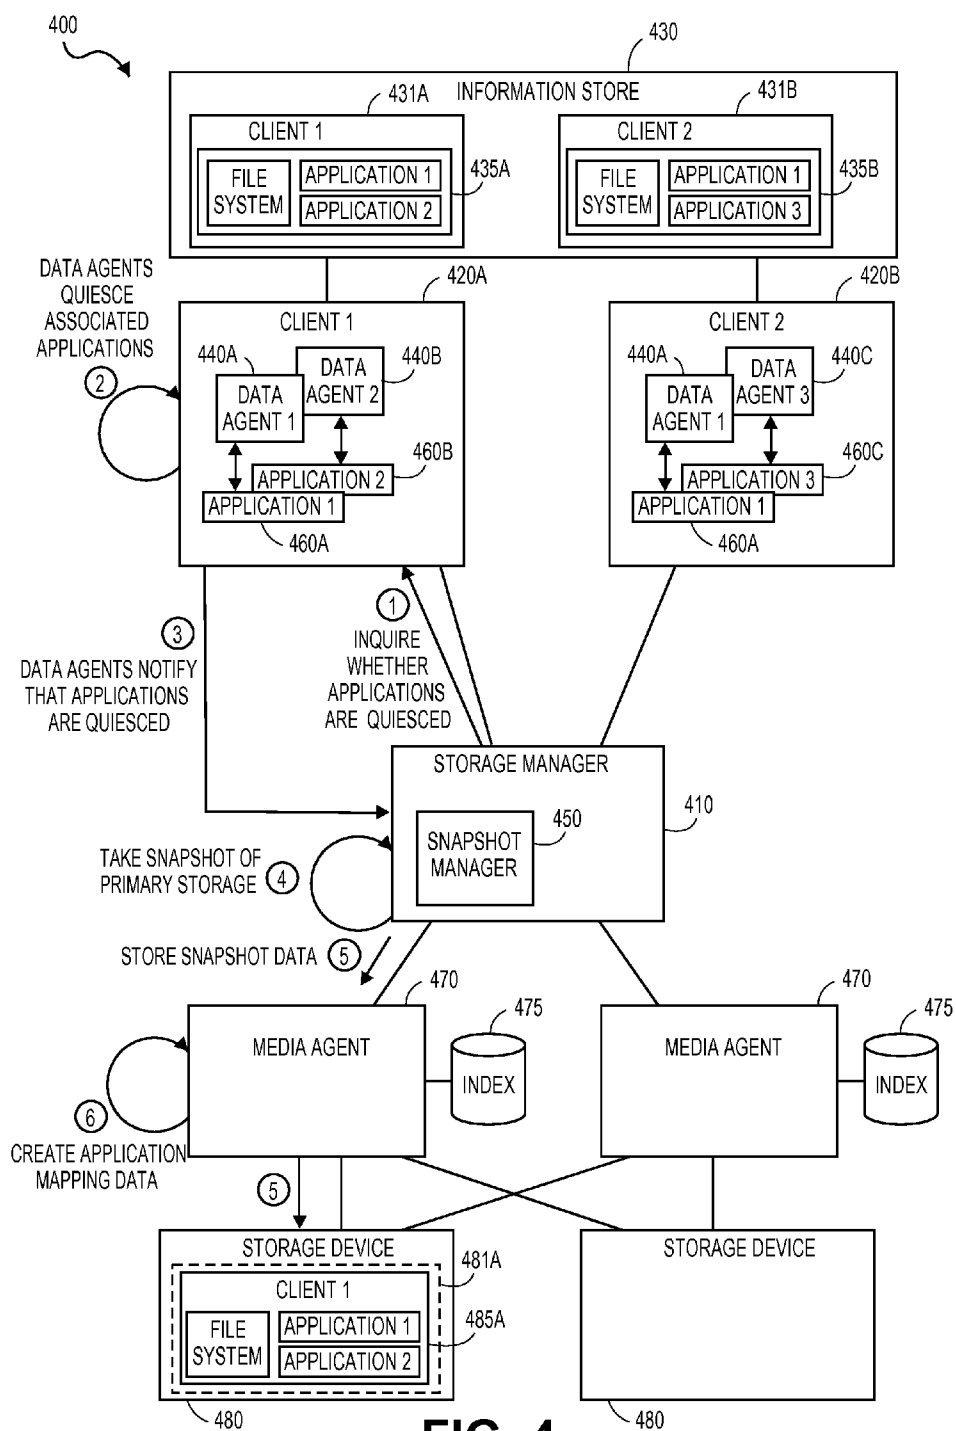 400
430
INFORMATION STORE
431A
431B
CLIENT 1
CLIENT 2
FILE
SYSTEM
APPLICATION 1
APPLICATION 2
435A
FILE
SYSTEM
APPLICATION 1
APPLICATION 3
435B
DATA AGENTS
QUIESCE
ASSOCIATED
APPLICATIONS
2
420A
CLIENT 1
440A
440B
DATA
AGENT 1
DATA
AGENT 2
460B
APPLICATION 2
APPLICATION 1
460A
420B
CLIENT 2
440A
440C
DATA
AGENT 1
DATA
AGENT 3
460C
APPLICATION 3
APPLICATION 1
460A
3
DATA AGENTS NOTIFY
THAT APPLICATIONS
ARE QUIESCED
1
INQUIRE
WHETHER
APPLICATIONS
ARE QUIESCED
STORAGE MANAGER
410
450
SNAPSHOT
MANAGER
TAKE SNAPSHOT OF
PRIMARY STORAGE
4
STORE SNAPSHOT DATA
5
470
MEDIA AGENT
475
INDEX
470
MEDIA AGENT
475
INDEX
6
CREATE APPLICATION
MAPPING DATA
5
STORAGE DEVICE
481A
CLIENT 1
485A
FILE
SYSTEM
APPLICATION 1
APPLICATION 2
480
STORAGE DEVICE
480
FIG. 4